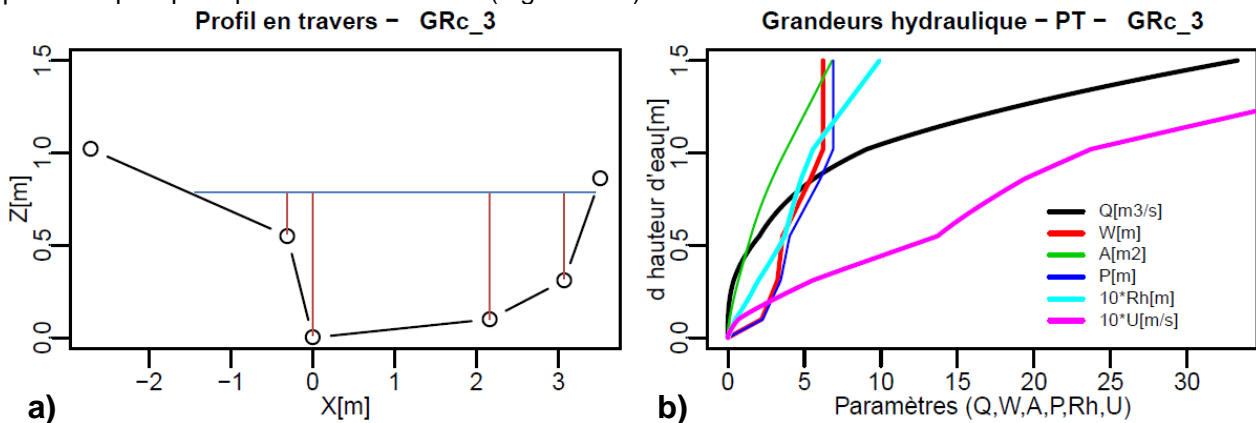 Profil en travers – GRc_3
Z[m]
1.5
1.0
0.5
0.0
−2
−1
0
1
2
3
X[m]
a)
Grandeurs hydraulique – PT – GRc_3
d hauteur d'eau[m]
1.5
1.0
0.5
0.0
Q[m3/s]
W[m]
A[m2]
P[m]
10*Rh[m]
10*U[m/s]
0
5
10
15
20
25
30
Paramètres (Q,W,A,P,Rh,U)
b)